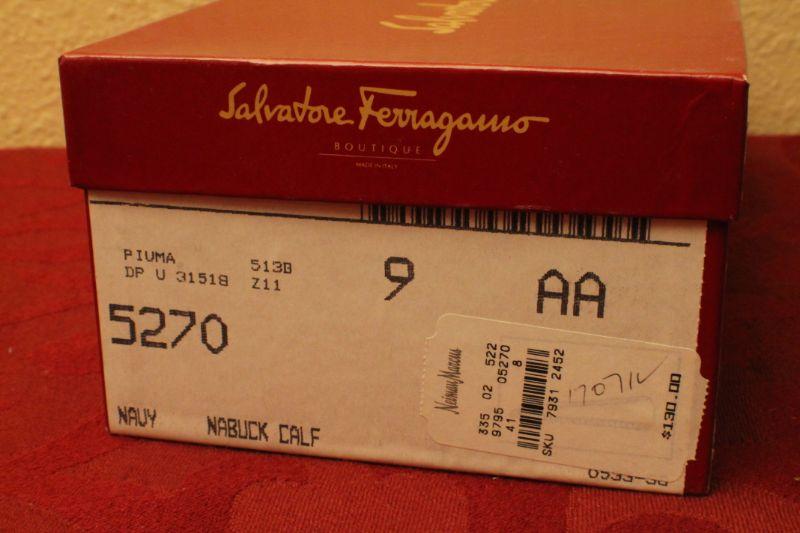 Salvatore
Salvatore Ferragamo
BOUTIQUE
MADE IN ITALY
PIUMA 513B
DP U 31518 Z11
9 AA
5270
NAVY NABUCK CALF
Neiman Marcus
335 02 522
9795 05270
41 8
SKU 7931 2452
$130.00